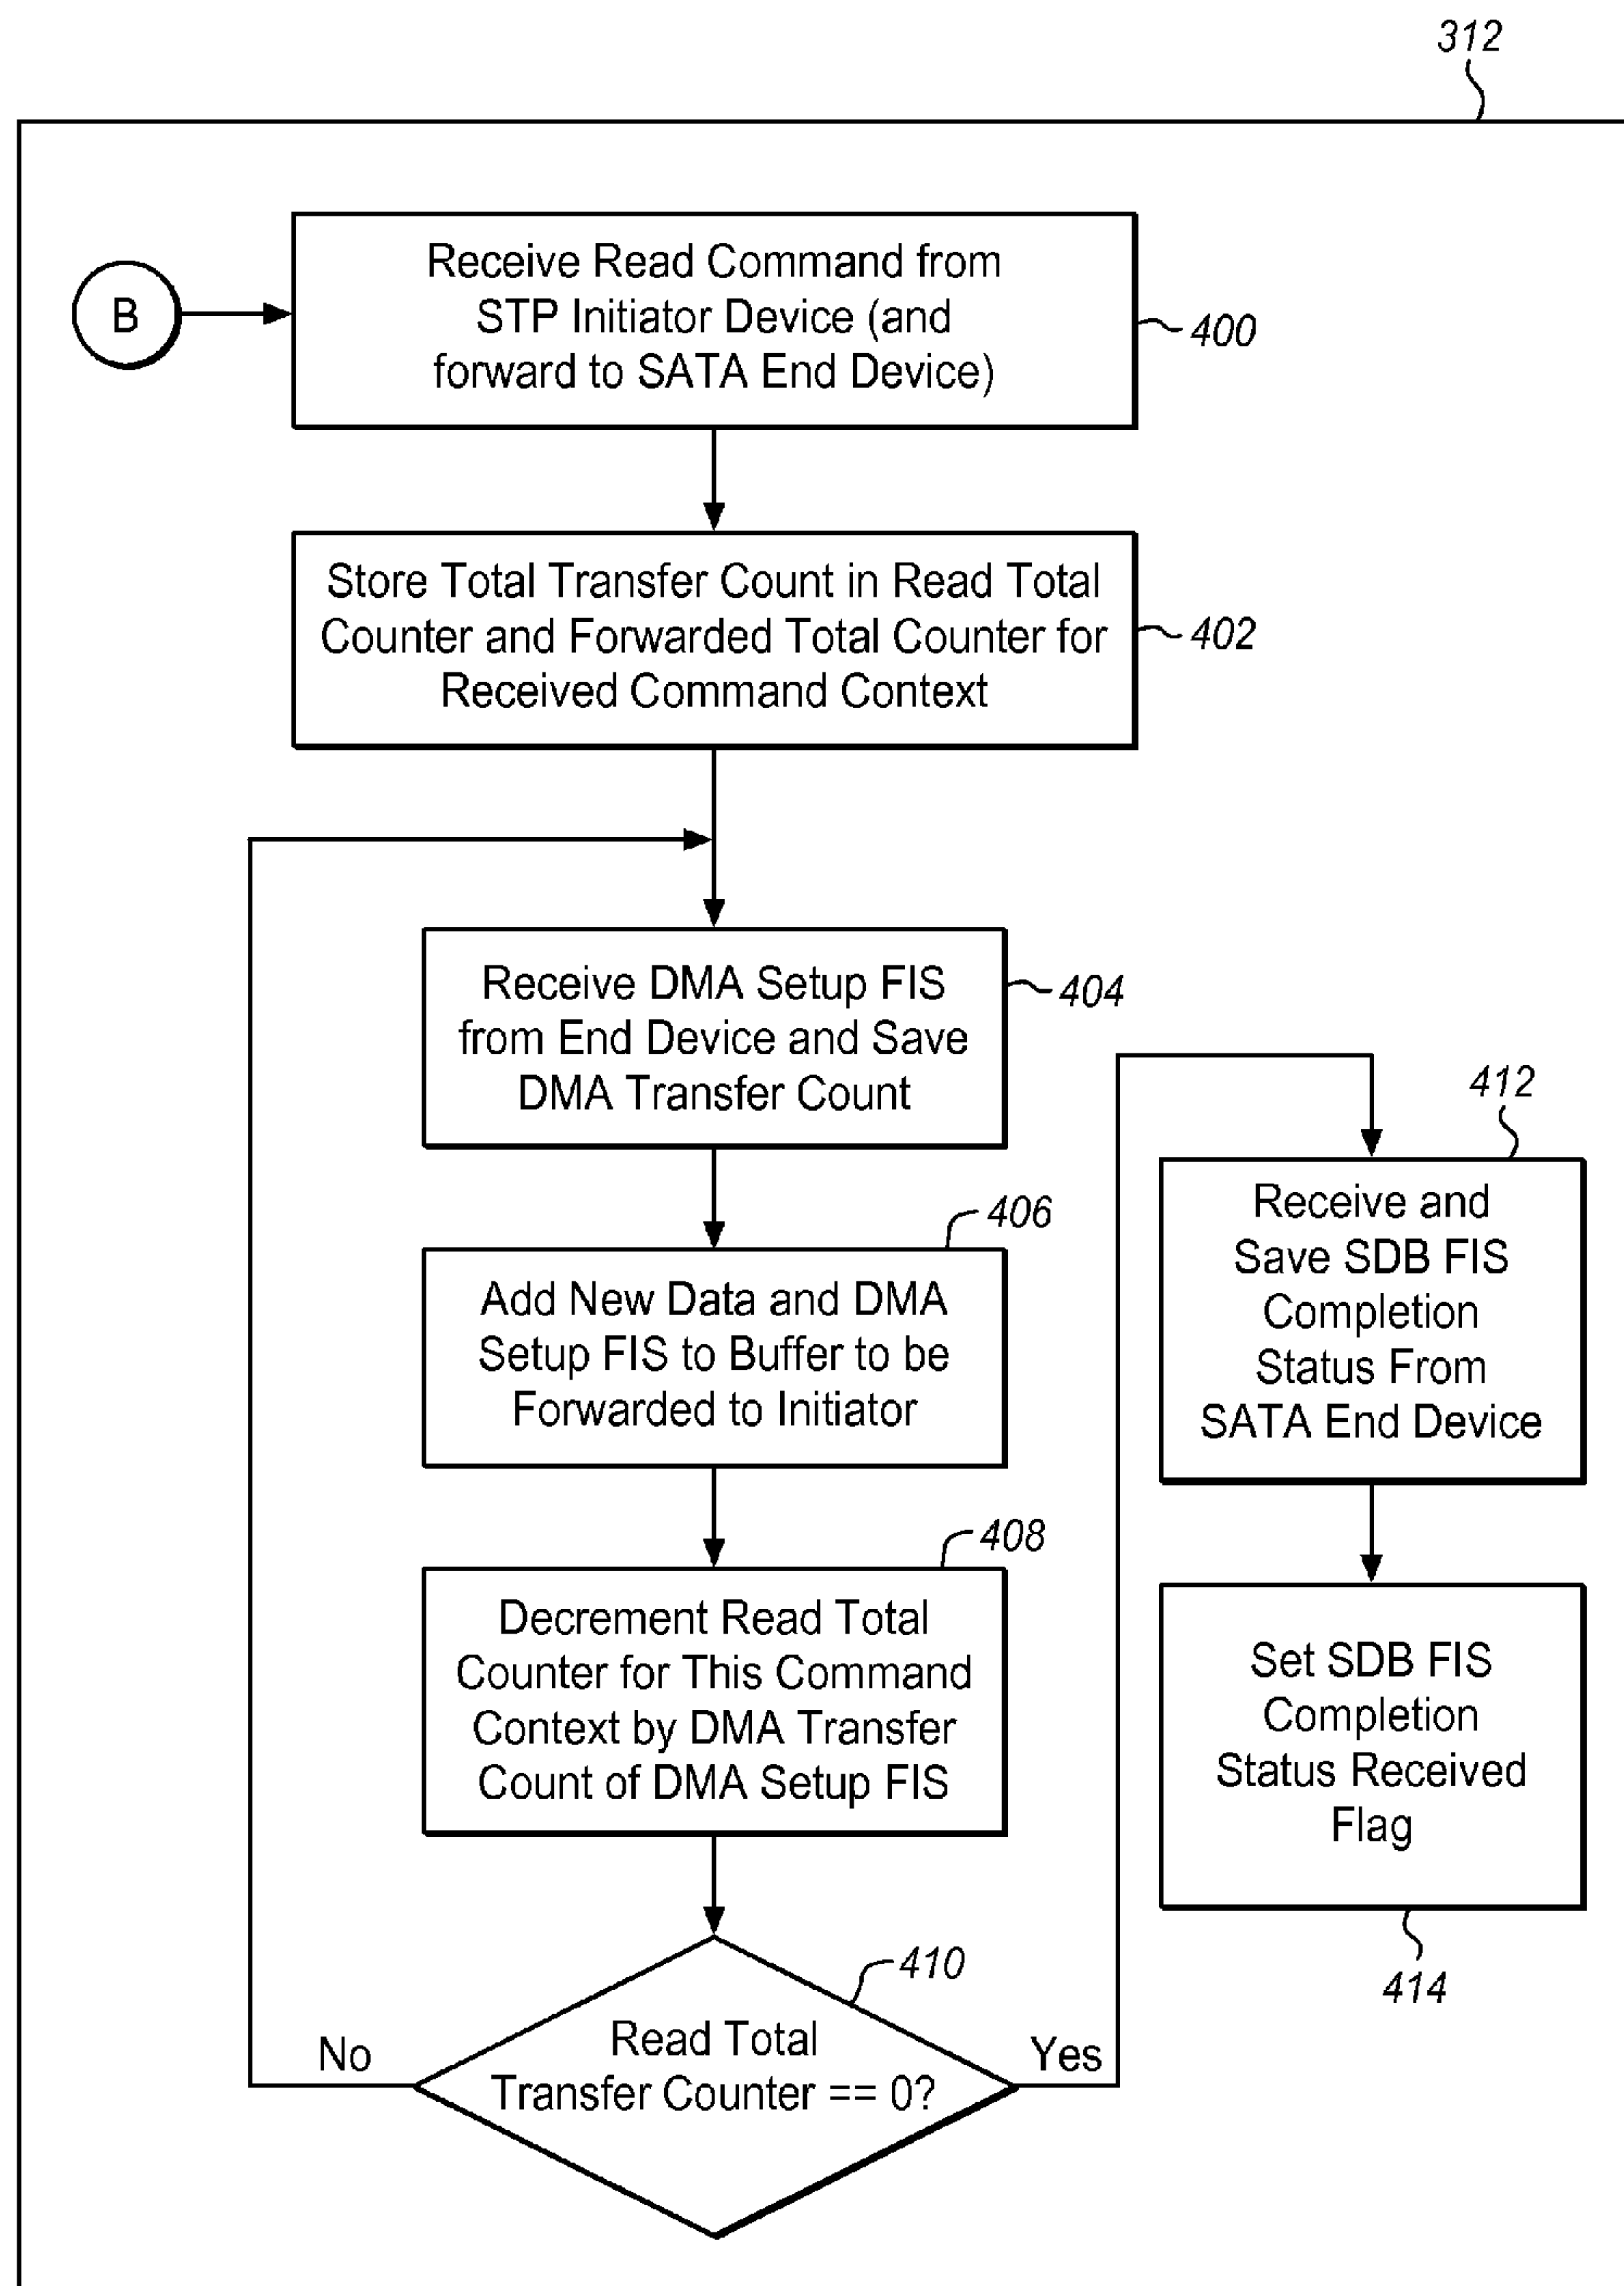 312
B
Receive Read Command from
STP Initiator Device (and
forward to SATA End Device)
400
Store Total Transfer Count in Read Total
Counter and Forwarded Total Counter for
Received Command Context
402
Receive DMA Setup FIS
from End Device and Save
DMA Transfer Count
404
406
Add New Data and DMA
Setup FIS to Buffer to be
Forwarded to Initiator
408
Decrement Read Total
Counter for This Command
Context by DMA Transfer
Count of DMA Setup FIS
410
Read Total
Transfer Counter == 0?
No
Yes
412
Receive and
Save SDB FIS
Completion
Status From
SATA End Device
Set SDB FIS
Completion
Status Received
Flag
414